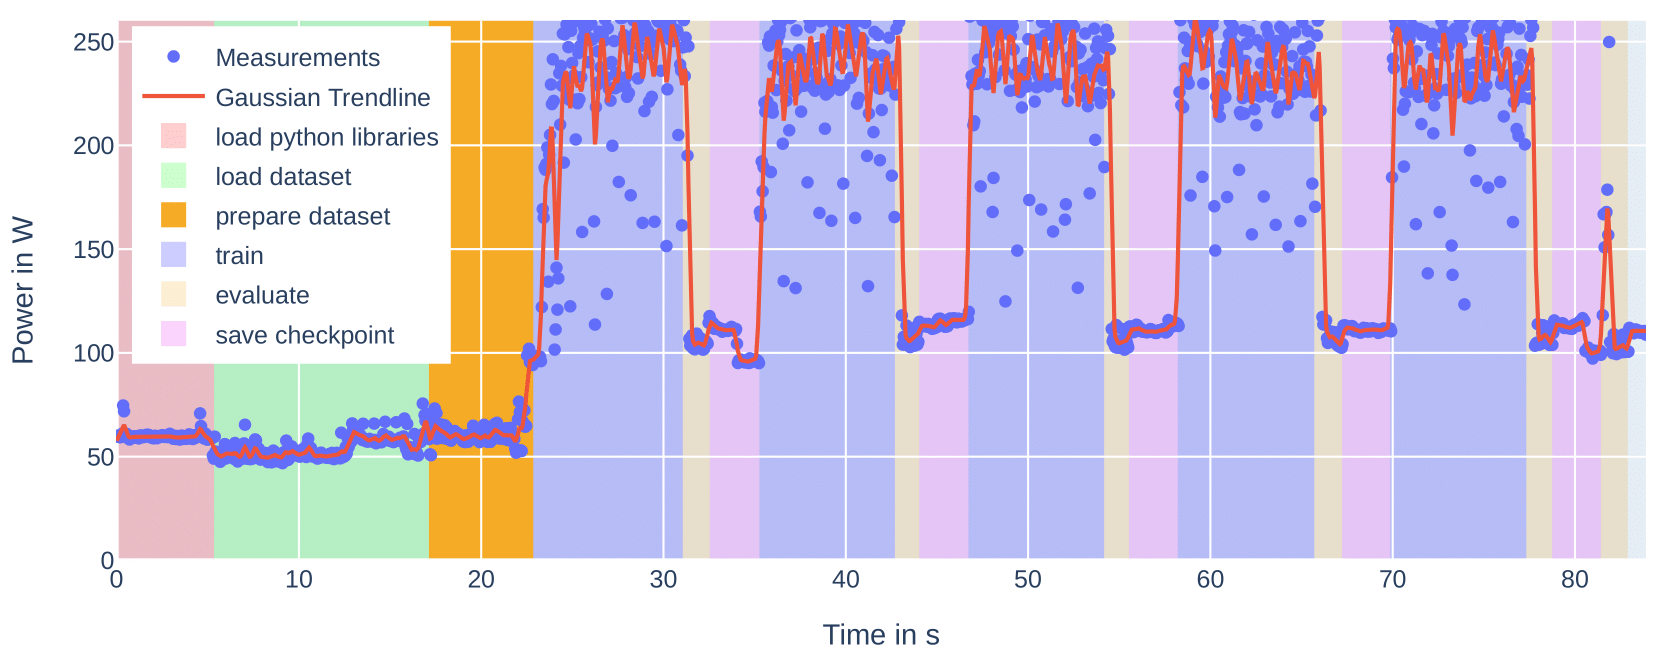 250
200
150
100
50
0
Power in W
Measurements
Gaussian Trendline
load python libraries
load dataset
prepare dataset
train
evaluate
save checkpoint
0 10 20 30 40 50 60 70 80
Time in s